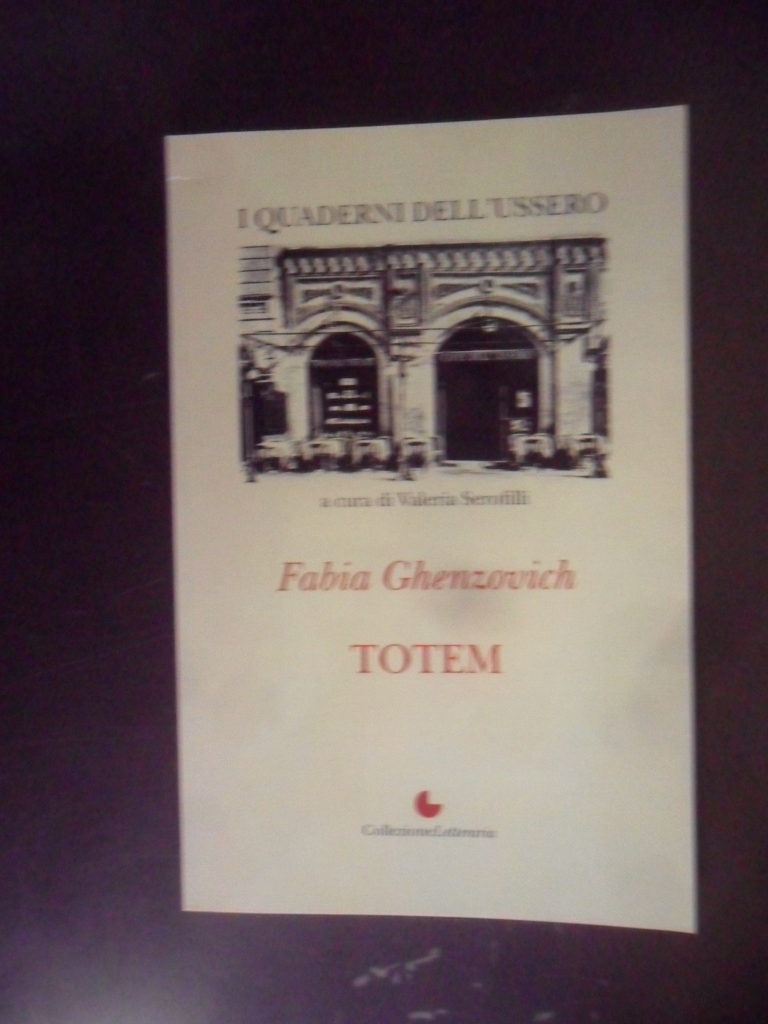 I QUADERNI DELL'USSERO
a cura di Valeria Serofilli
Fabia Ghenzovich
TOTEM
CollezioneLetteraria